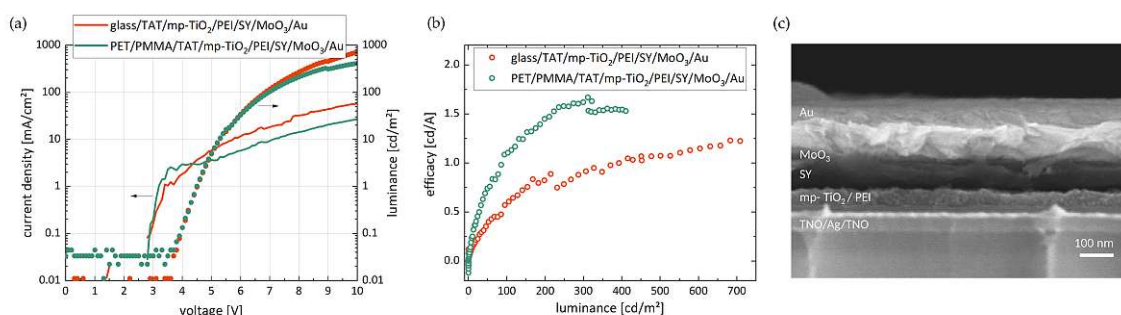 (a)
glass/TAT/mp-TiO₂/PEI/SY/MoO₃/Au
PET/PMMA/TAT/mp-TiO₂/PEI/SY/MoO₃/Au
1000
100
10
1
0.1
0.01
current density [mA/cm²]
0 1 2 3 4 5 6 7 8 9 10
voltage [V]
1000
100
10
1
0.1
0.01
luminance [cd/m²]
(b)
glass/TAT/mp-TiO₂/PEI/SY/MoO₃/Au
PET/PMMA/TAT/mp-TiO₂/PEI/SY/MoO₃/Au
2.0
1.5
1.0
0.5
0.0
efficacy [cd/A]
0 100 200 300 400 500 600 700
luminance [cd/m²]
(c)
Au
MoO₃
SY
mp- TiO₂ / PEI
TNO/Ag/TNO
100 nm